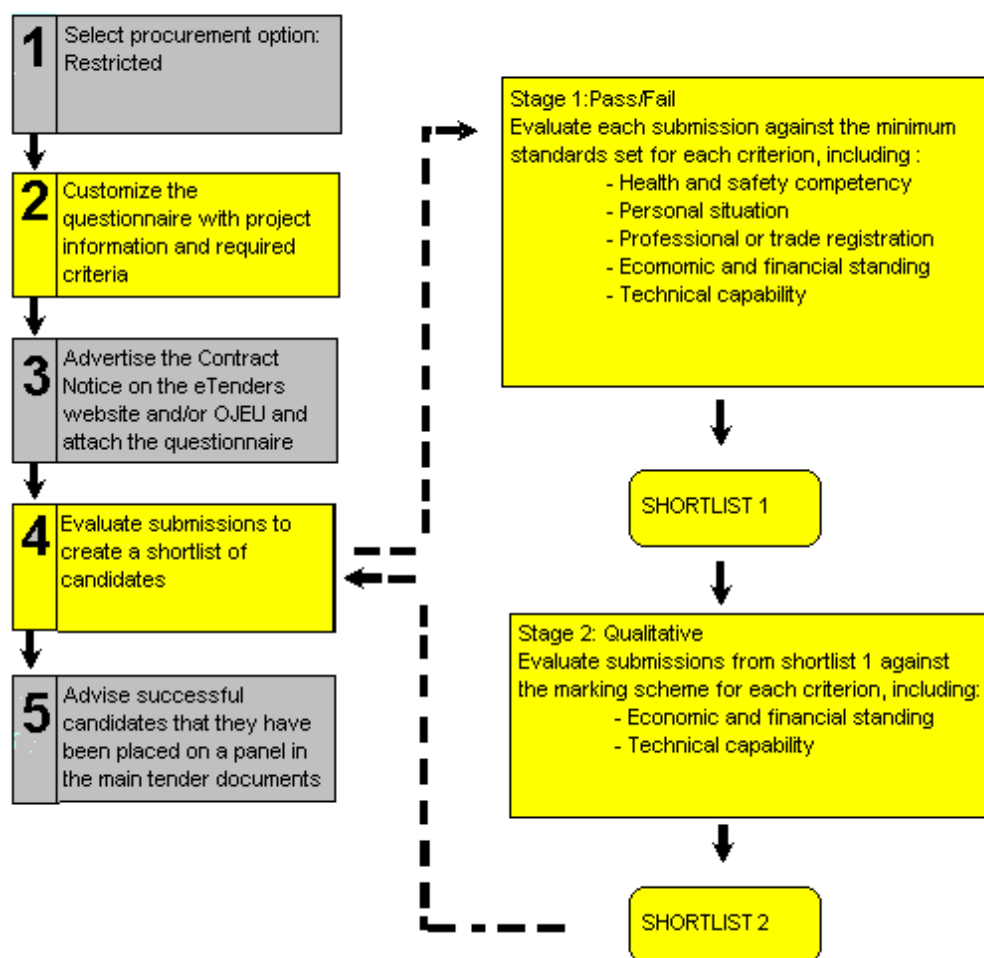 1
Select procurement option:
Restricted
2
Customize the
questionnaire with project
information and required
criteria
3
Advertise the Contract
Notice on the eTenders
website and/or OJEU and
attach the questionnaire
4
Evaluate submissions to
create a shortlist of
candidates
5
Advise successful
candidates that they have
been placed on a panel in
the main tender documents
Stage 1:Pass/Fail
Evaluate each submission against the minimum
standards set for each criterion, including :
- Health and safety competency
- Personal situation
- Professional or trade registration
- Ecomomic and financial standing
- Technical capability
SHORTLIST 1
Stage 2: Qualitative
Evaluate submissions from shortlist 1 against
the marking scheme for each criterion, including:
- Economic and financial standing
- Technical capability
SHORTLIST 2